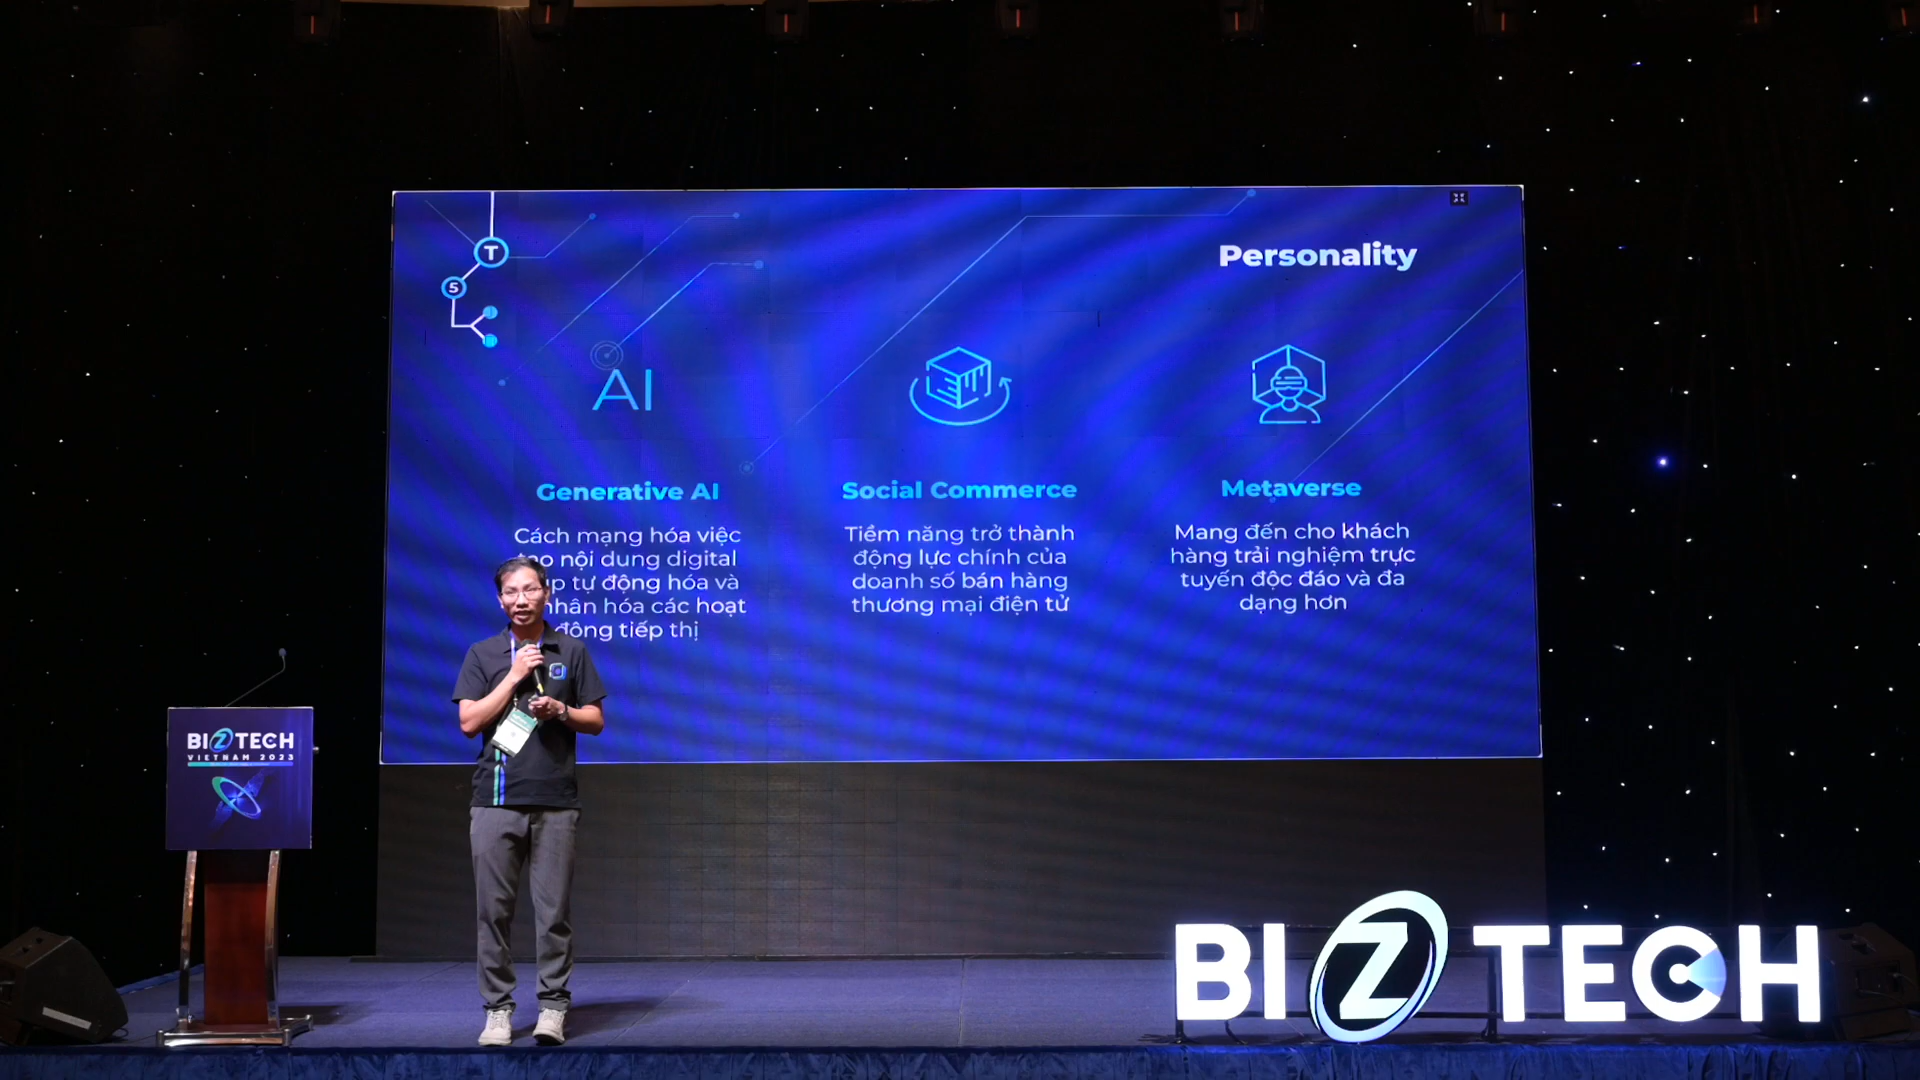 T
5
Personality
AI
Generative AI
Cách mạng hóa việc
nội dung digital
tự động hóa và
nhân hóa các hoạt
động tiếp thị
Social Commerce
Tiềm năng trở thành
động lực chính của
doanh số bán hàng
thương mại điện tử
Metaverse
Mang đến cho khách
hàng trải nghiệm trực
tuyến độc đáo và đa
dạng hơn
BIZTECH
VIETNAM 2023
BIZTECH